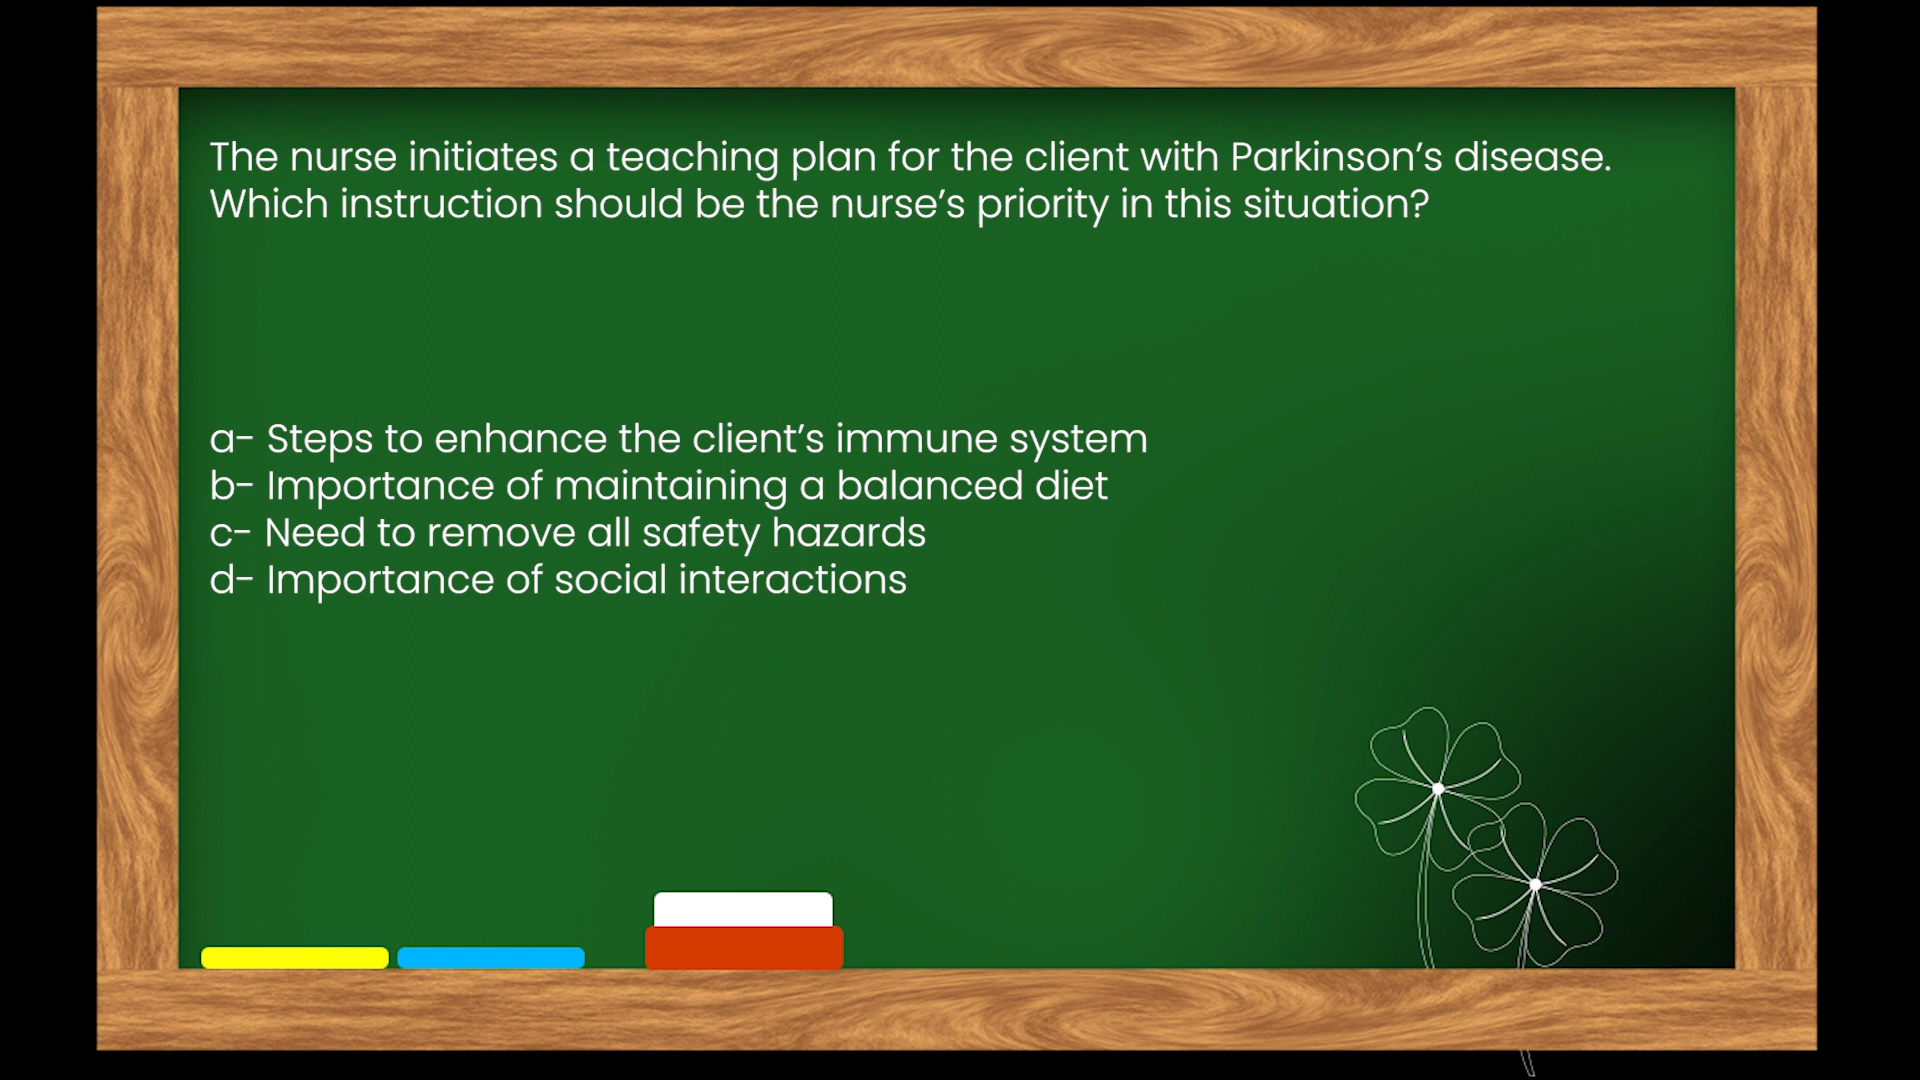 The nurse initiates a teaching plan for the client with Parkinson’s disease.
Which instruction should be the nurse’s priority in this situation?
a- Steps to enhance the client’s immune system
b- Importance of maintaining a balanced diet
c- Need to remove all safety hazards
d- Importance of social interactions